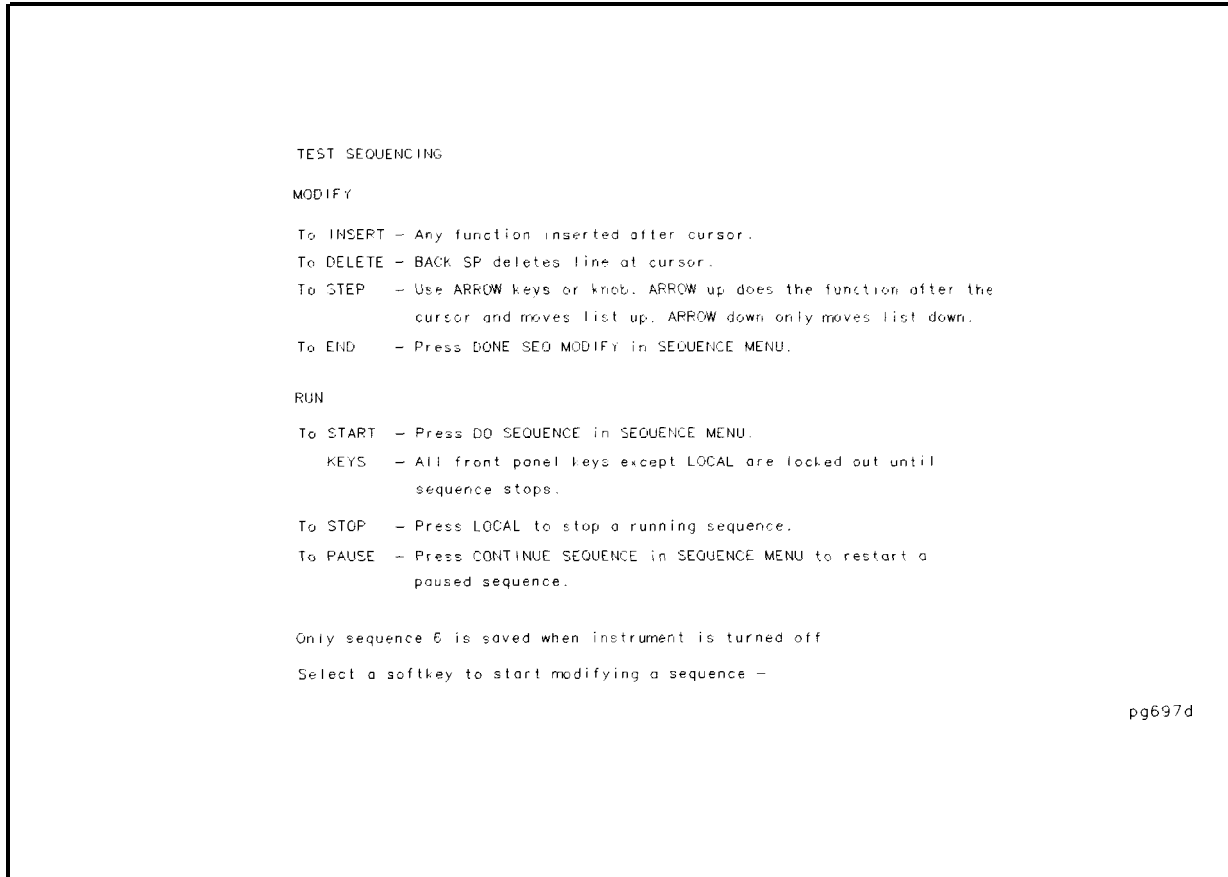 TEST SEQUENCING
MODIFY
To INSERT – Any function inserted after cursor.
To DELETE – BACK SP deletes line at cursor.
To STEP – Use ARROW keys or knob. ARROW up does the function after the
cursor and moves list up. ARROW down only moves list down.
To END – Press DONE SEQ MODIFY in SEQUENCE MENU.
RUN
To START – Press DO SEQUENCE in SEQUENCE MENU.
KEYS – All front panel keys except LOCAL are locked out until
sequence stops.
To STOP – Press LOCAL to stop a running sequence.
To PAUSE – Press CONTINUE SEQUENCE in SEQUENCE MENU to restart a
paused sequence.
Only sequence 6 is saved when instrument is turned off
Select a softkey to start modifying a sequence –
pg697d